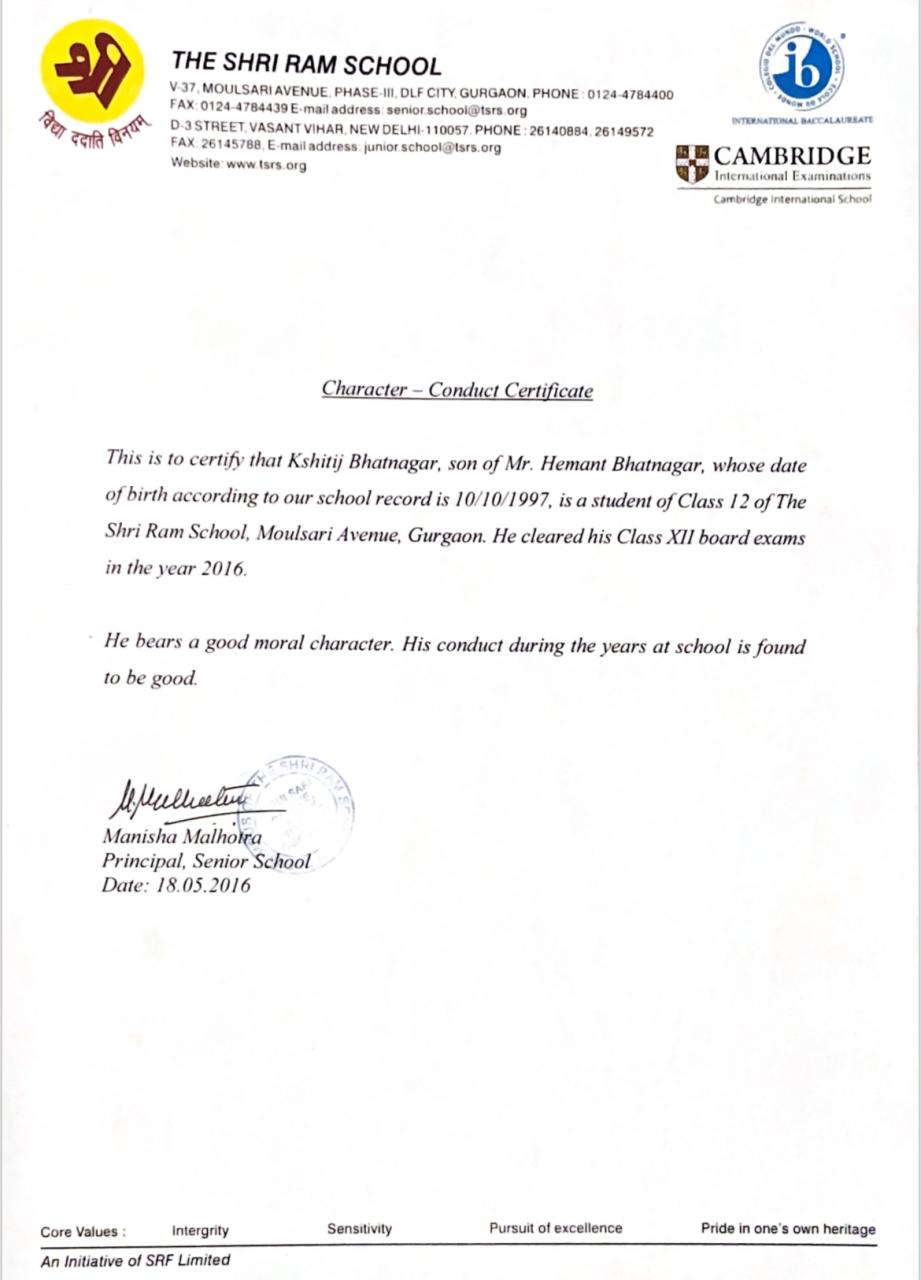 THE SHRI RAM SCHOOL
V-37, MOULSARI AVENUE, PHASE-III, DLF CITY, GURGAON. PHONE : 0124-4784400
FAX: 0124-4784439 E-mail address: senior.school@tsrs.org
D-3 STREET, VASANT VIHAR, NEW DELHI-110057. PHONE : 26140884, 26149572
FAX: 26145788, E-mail address: junior.school@tsrs.org
Website: www.tsrs.org
विद्या ददाति विनयम्
ib
INTERNATIONAL BACCALAUREATE
CAMBRIDGE
International Examinations
Cambridge International School
Character – Conduct Certificate
This is to certify that Kshitij Bhatnagar, son of Mr. Hemant Bhatnagar, whose date
of birth according to our school record is 10/10/1997, is a student of Class 12 of The
Shri Ram School, Moulsari Avenue, Gurgaon. He cleared his Class XII board exams
in the year 2016.
He bears a good moral character. His conduct during the years at school is found
to be good.
THE SHRI RAM
Manisha Malhotra
Principal, Senior School
Date: 18.05.2016
Core Values : Intergrity Sensitivity Pursuit of excellence Pride in one's own heritage
An Initiative of SRF Limited